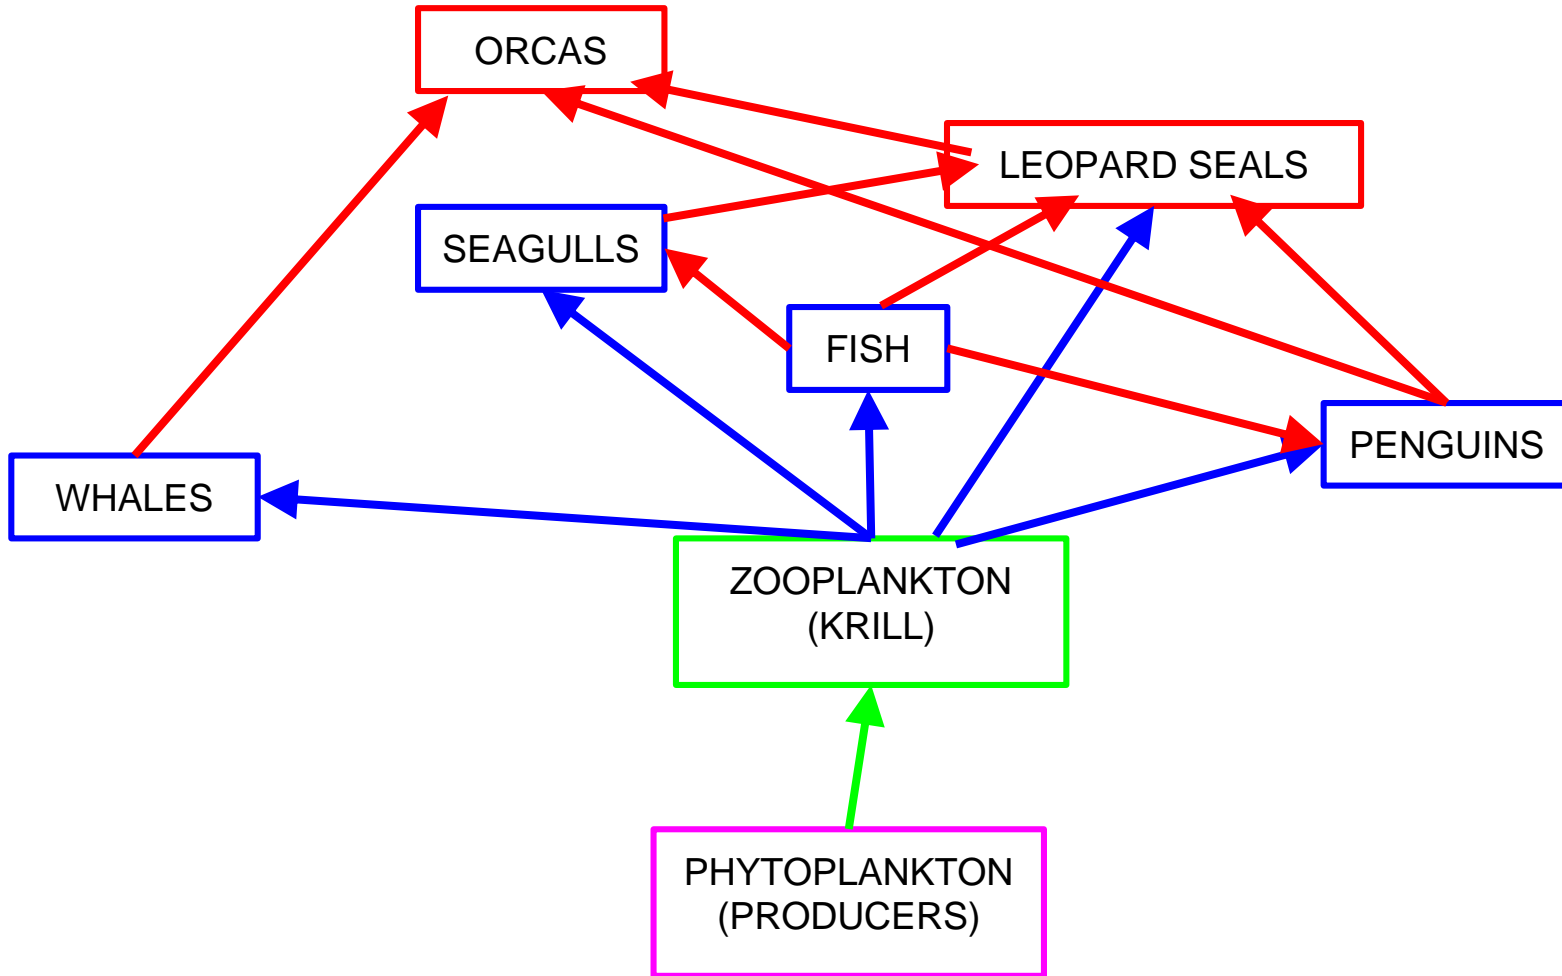 ORCAS
LEOPARD SEALS
SEAGULLS
FISH
PENGUINS
WHALES
ZOOPLANKTON
(KRILL)
PHYTOPLANKTON
(PRODUCERS)